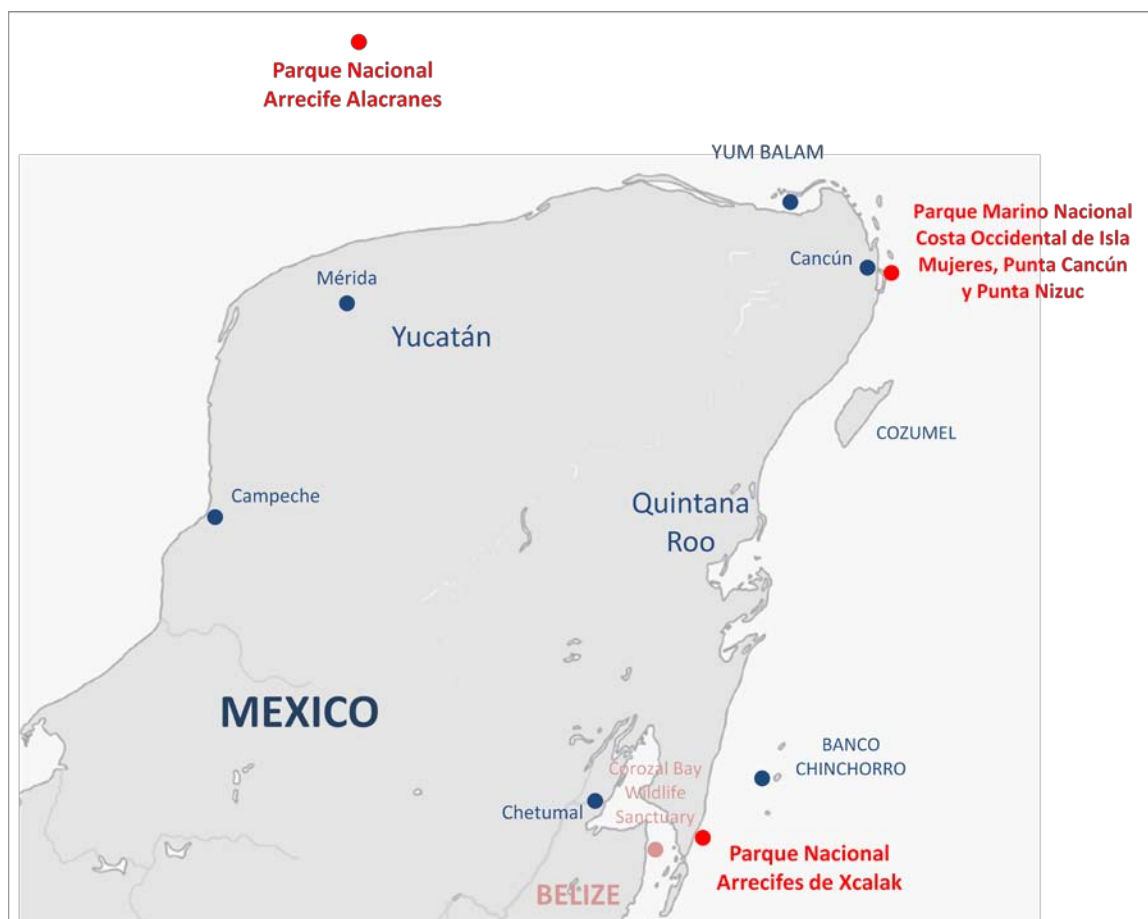 Parque Nacional
Arrecife Alacranes
YUM BALAM
Parque Marino Nacional
Costa Occidental de Isla
Mujeres, Punta Cancún
y Punta Nizuc
Cancún
Mérida
Yucatán
COZUMEL
Campeche
Quintana
Roo
MEXICO
BANCO
CHINCHORRO
Corozal Bay
Wildlife
Sanctuary
Chetumal
Parque Nacional
Arrecifes de Xcalak
BELIZE